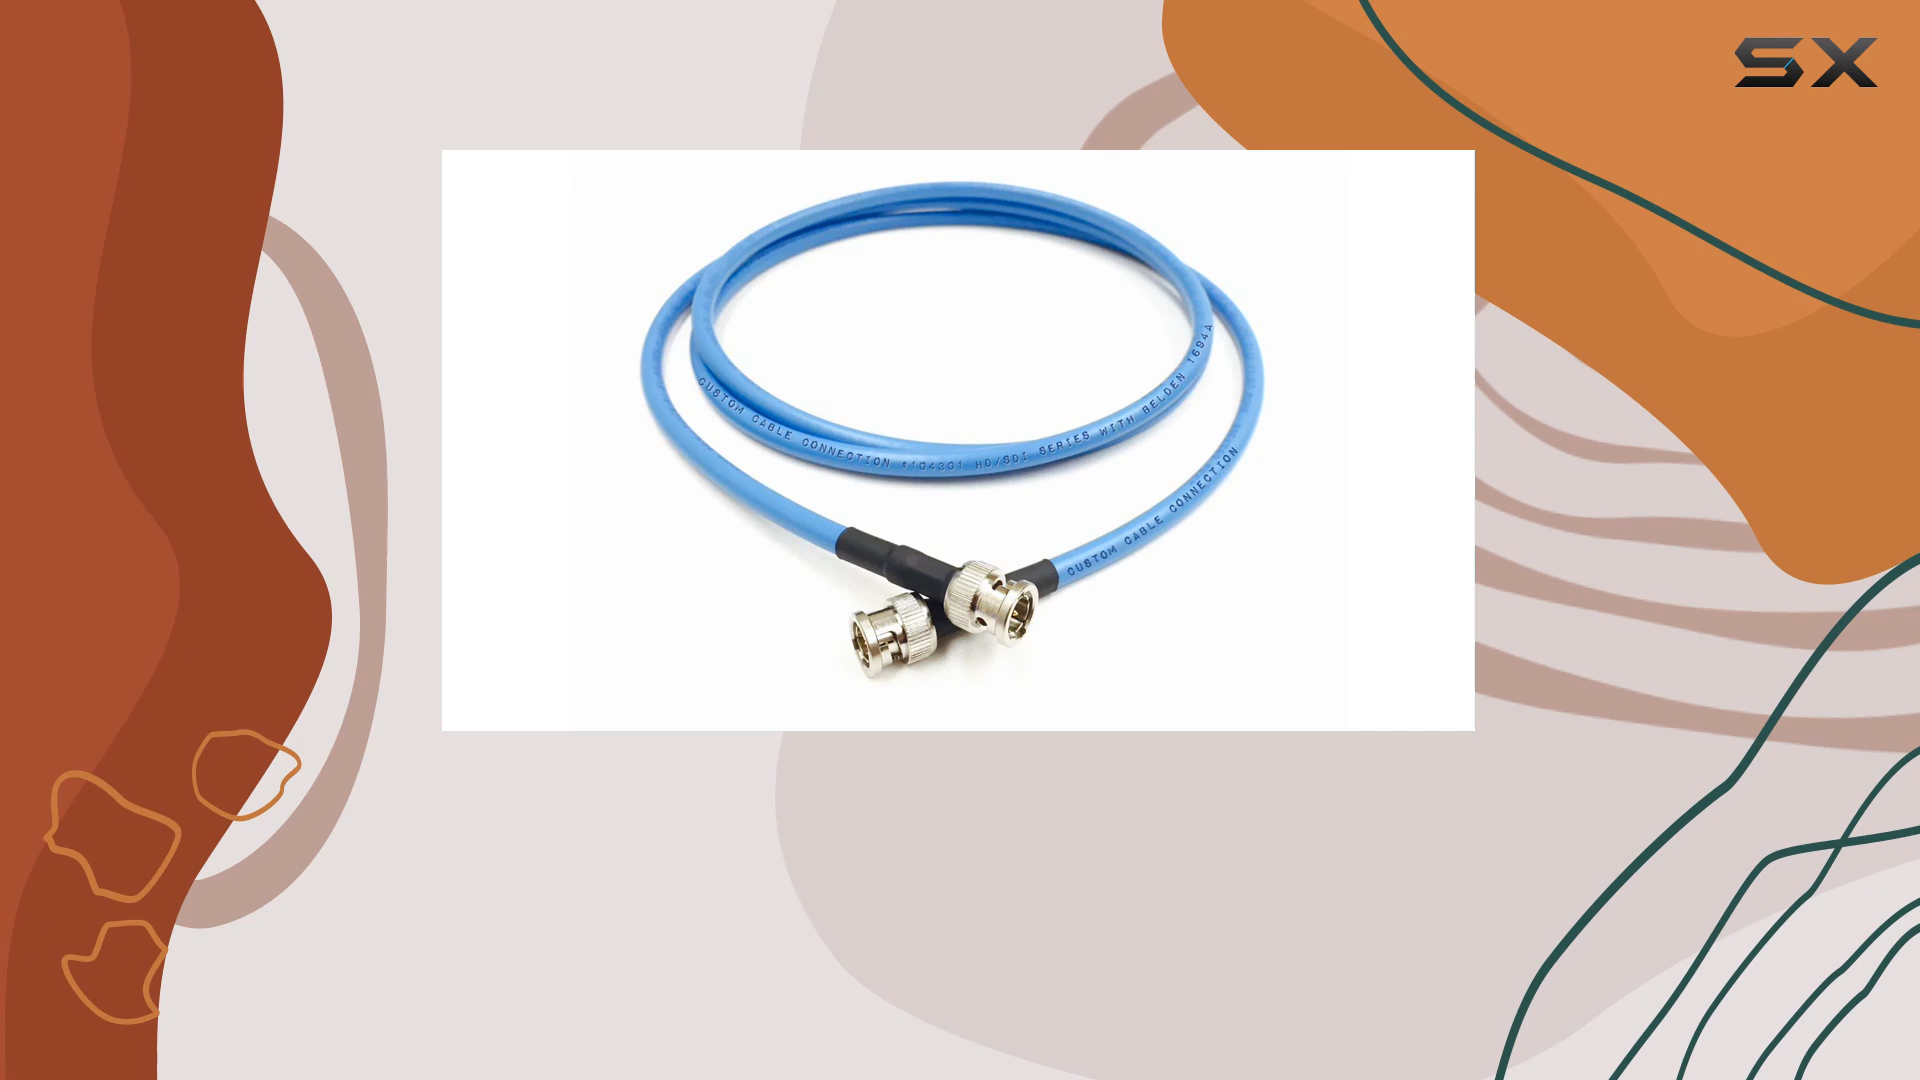 SX
CUSTOM CABLE CONNECTION #104301 HD/SDI SERIES WITH BELDEN 1694A
CUSTOM CABLE CONNECTION